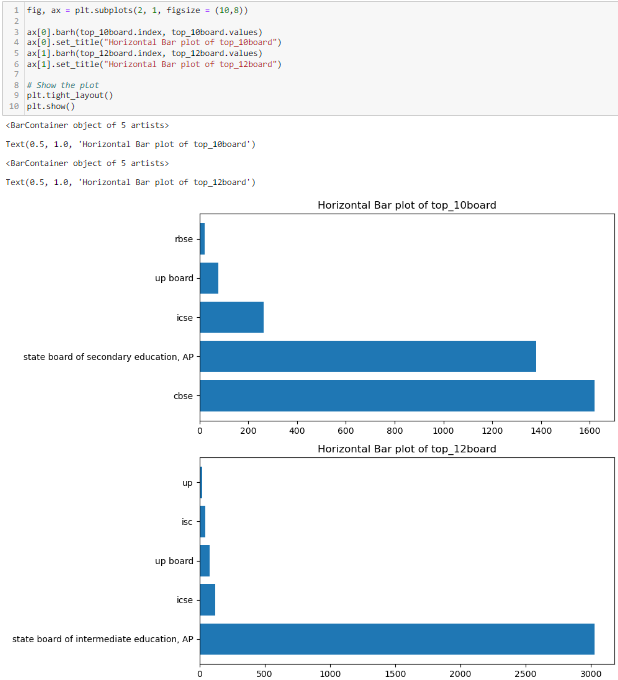 1 fig, ax = plt.subplots(2, 1, figsize = (10,8))
2
3 ax[0].barh(top_10board.index, top_10board.values)
4 ax[0].set_title("Horizontal Bar plot of top_10board")
5 ax[1].barh(top_12board.index, top_12board.values)
6 ax[1].set_title("Horizontal Bar plot of top_12board")
7
8 # Show the plot
9 plt.tight_layout()
10 plt.show()
<BarContainer object of 5 artists>
Text(0.5, 1.0, 'Horizontal Bar plot of top_10board')
<BarContainer object of 5 artists>
Text(0.5, 1.0, 'Horizontal Bar plot of top_12board')
Horizontal Bar plot of top_10board
rbse
up board
icse
state board of secondary education, AP
cbse
0 200 400 600 800 1000 1200 1400 1600
Horizontal Bar plot of top_12board
up
isc
up board
icse
state board of intermediate education, AP
0 500 1000 1500 2000 2500 3000